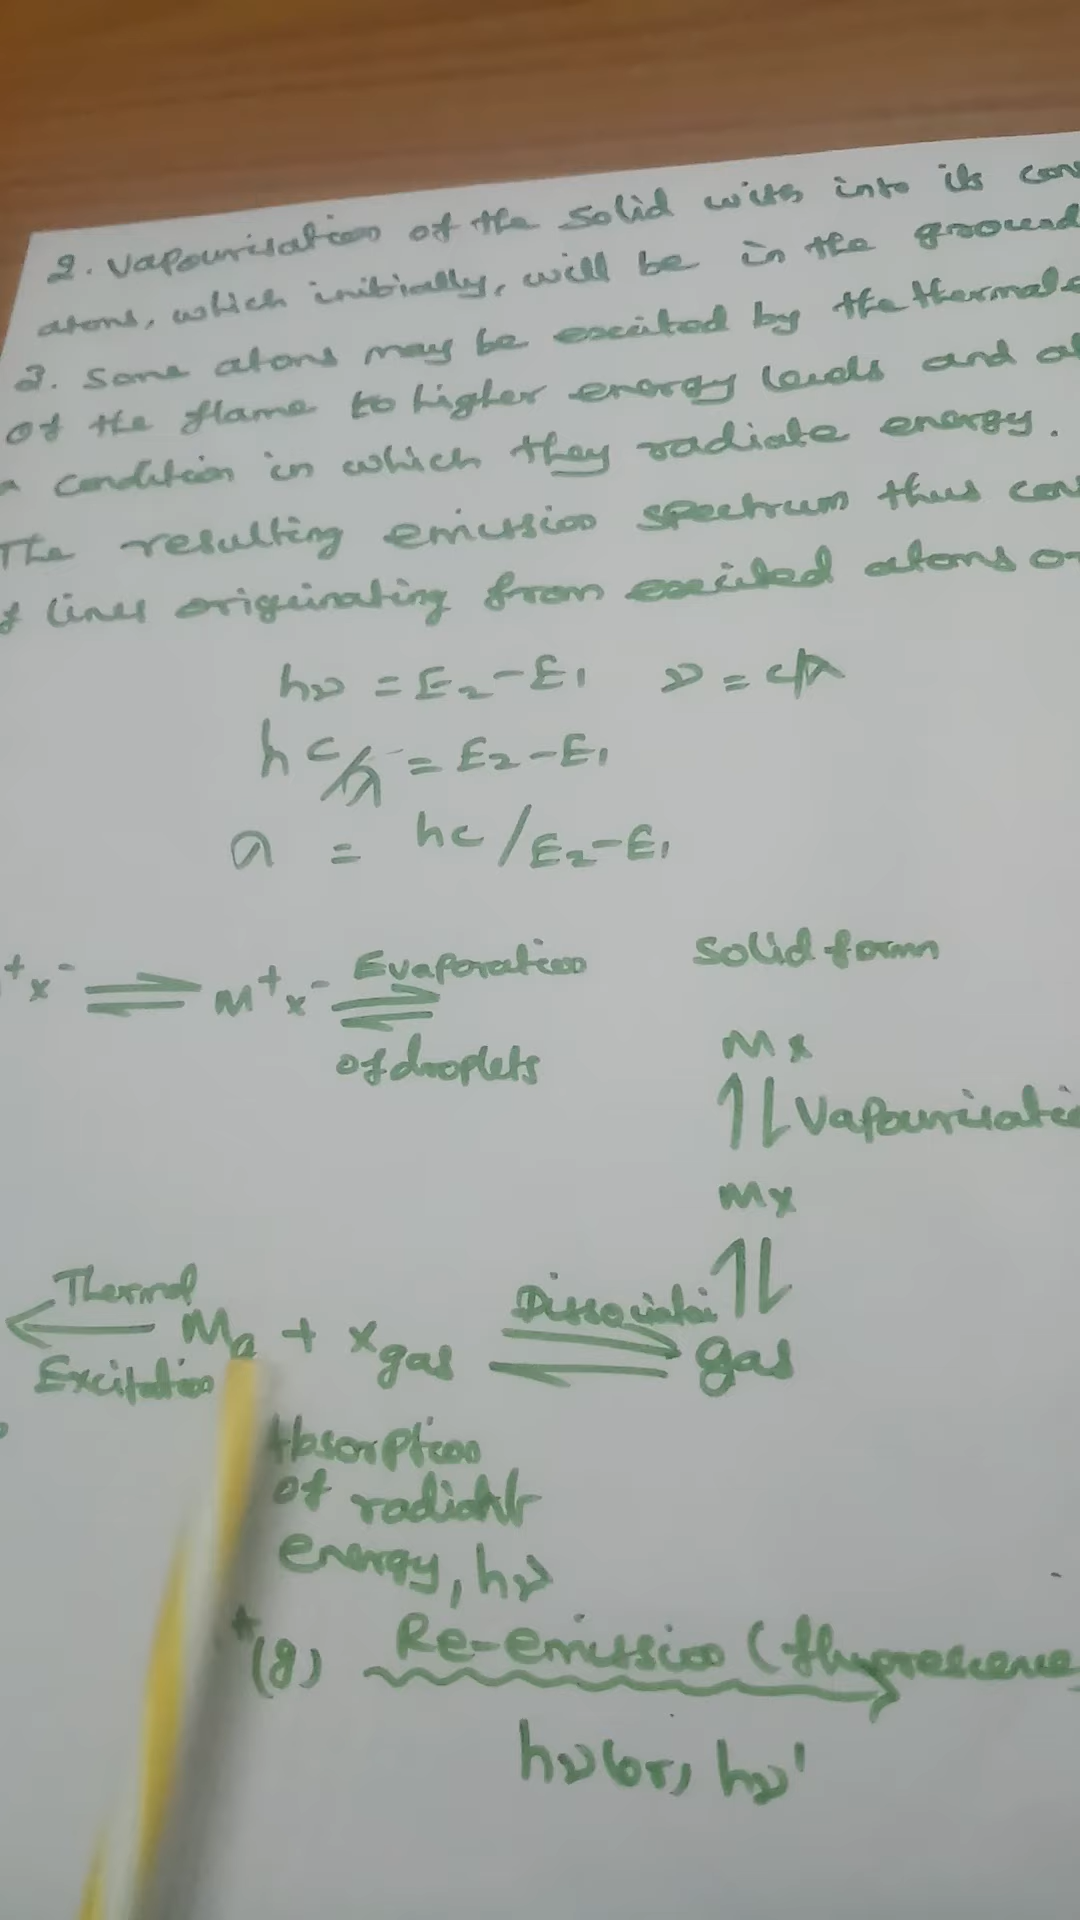 2. Vapourisation of the solid with into its con
atoms, which initially, will be in the ground
3. Some atoms may be excited by the thermal e
of the flame to higher energy levels and at
a condition in which they radiate energy.
The resulting emission spectrum thus con
f lines originating from excited atoms o
hν = E₂-E₁ ν = c/λ
hc/λ = E₂-E₁
λ = hc/E₂-E₁
+x- ⇌ M+x- ⇌ Evaporation of droplets
Solid form
Mx
⇅ Vapourisatio
Mx
⇅
Thermal
Excitation
← M + x gas ⇌ Dissociatio gas
Absorption
of radiant
energy, hν
*(g) Re-emission (fluorescence
hν (or) hν'